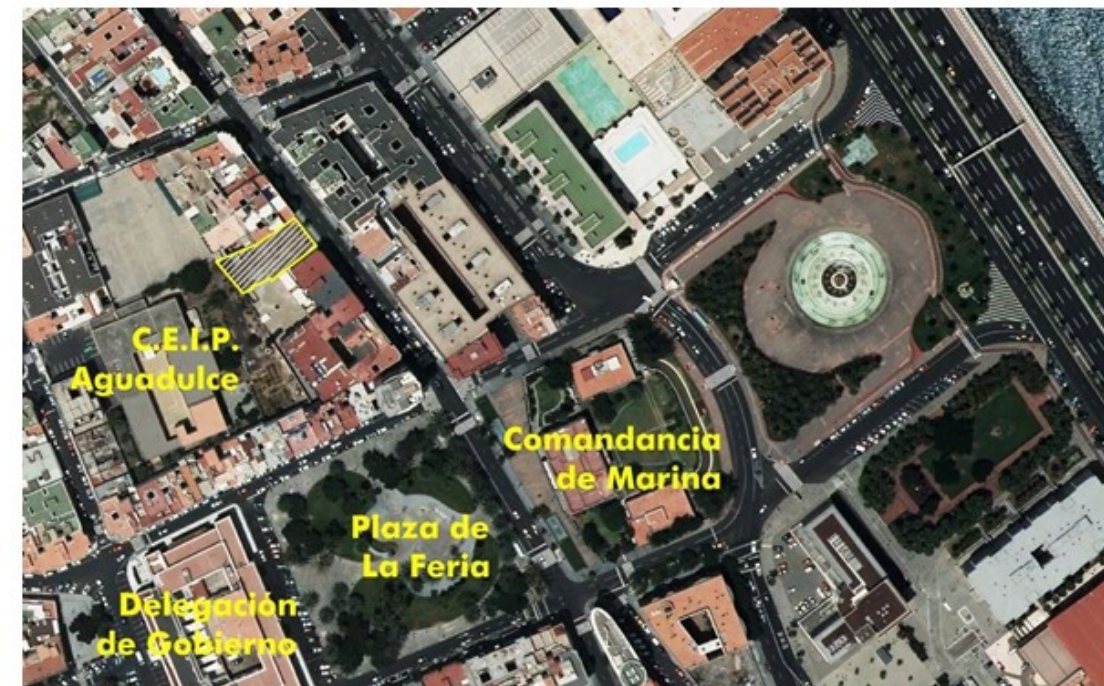 C.E.I.P.
Aguadulce
Comandancia
de Marina
Plaza de
La Feria
Delegación
de Gobierno